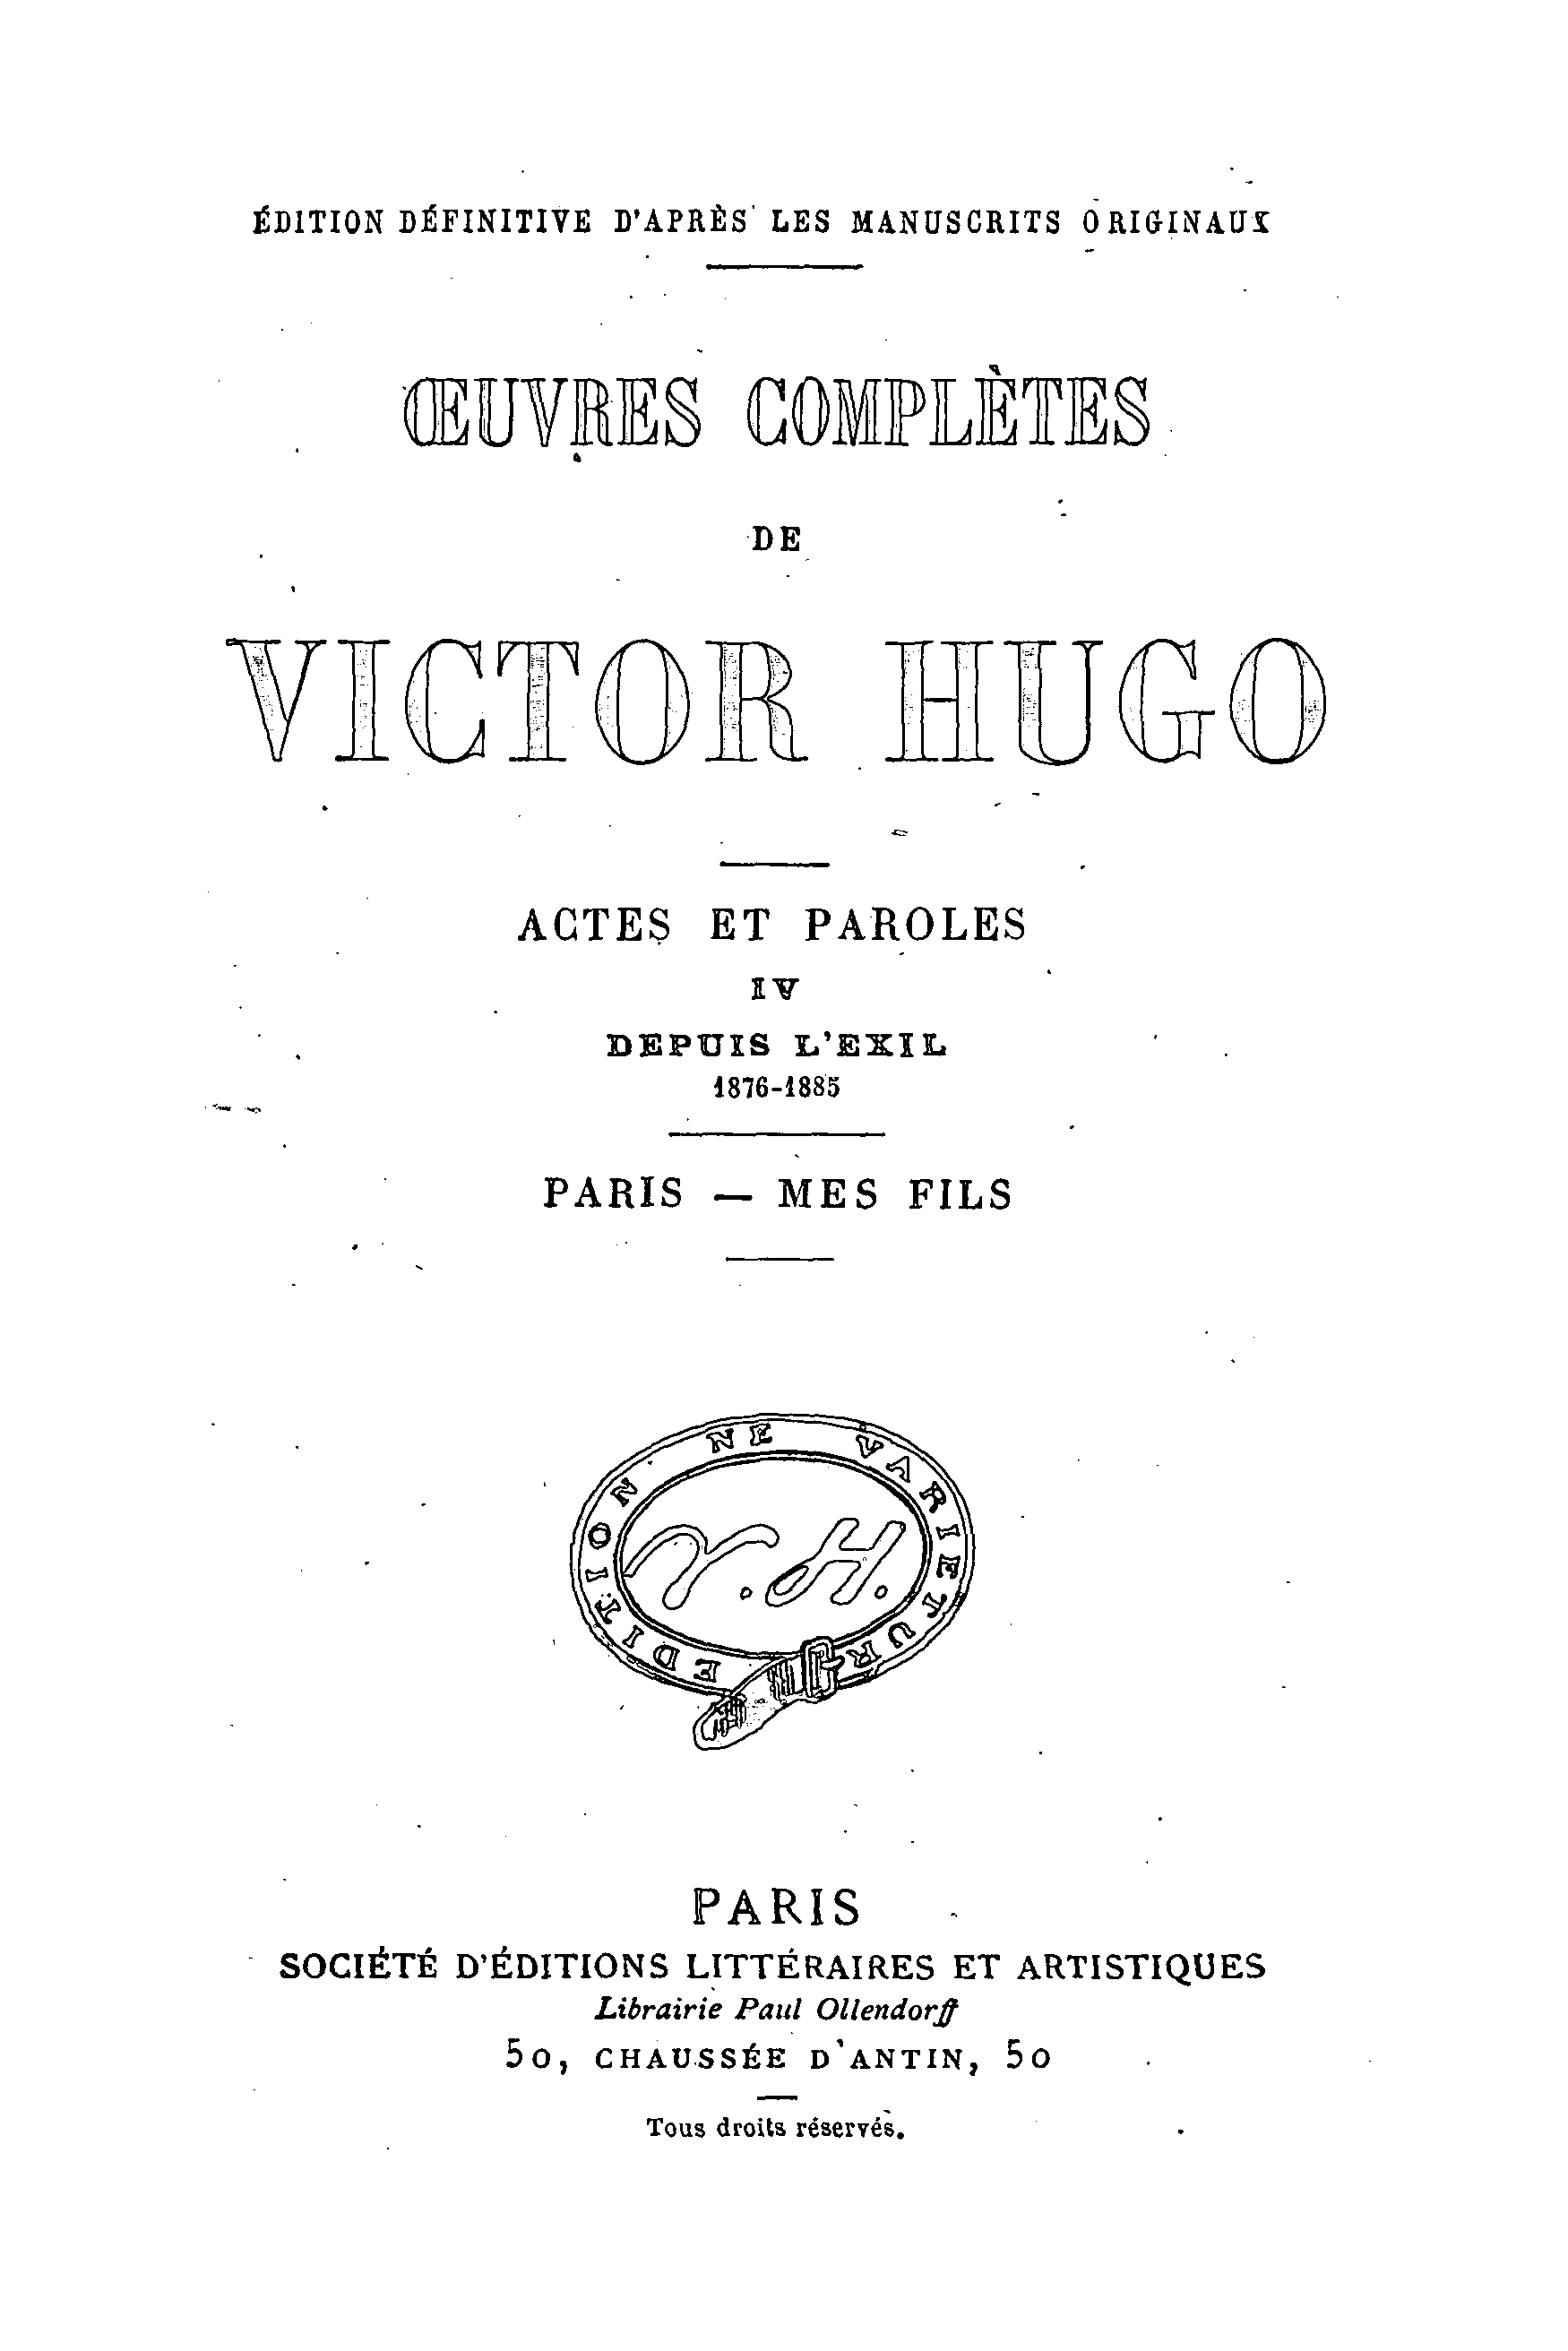 ÉDITION DÉFINITIVE D'APRÈS LES MANUSCRITS ORIGINAUX
ŒUVRES COMPLÈTES
DE
VICTOR HUGO
ACTES ET PAROLES
IV
DEPUIS L'EXIL
1876-1885
PARIS — MES FILS
EDITION NE VARIETUR
V.H.
PARIS
SOCIÉTÉ D'ÉDITIONS LITTÉRAIRES ET ARTISTIQUES
Librairie Paul Ollendorff
50, CHAUSSÉE D'ANTIN, 50
Tous droits réservés.